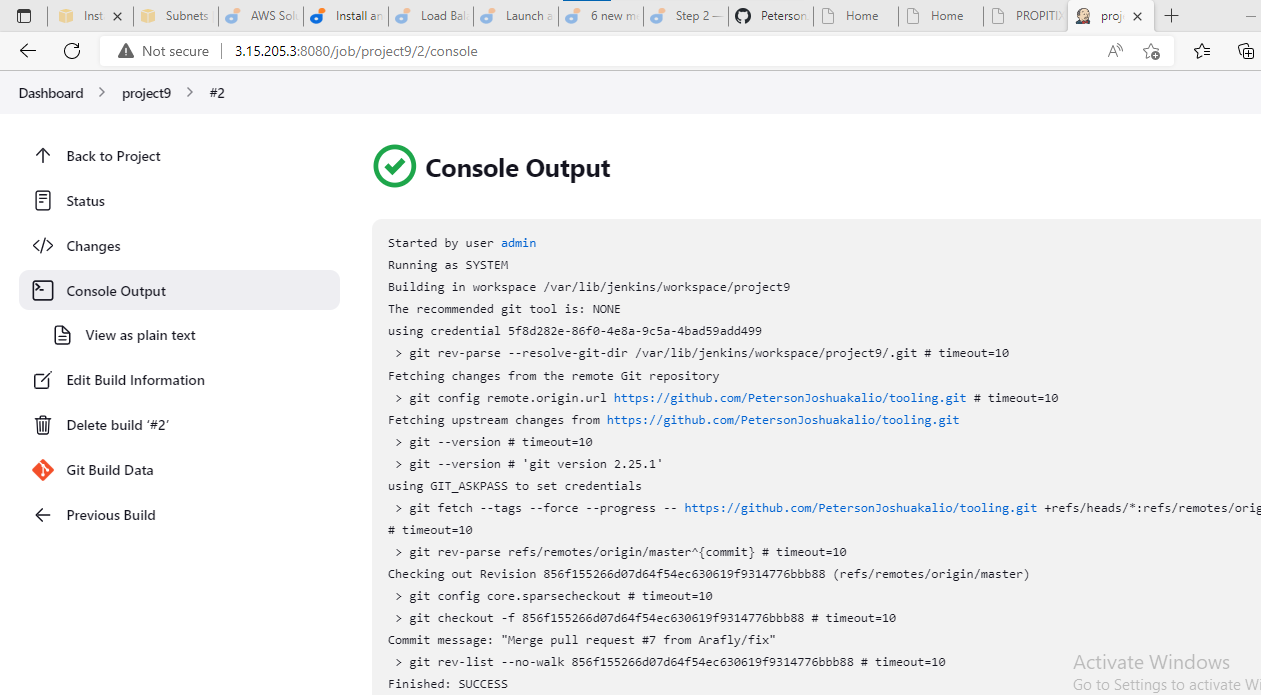 Inst
Subnets
AWS Solu
Install an
Load Bal
Launch a
6 new m
Step 2 —
Peterson
Home
Home
PROPITIX
proj
Not secure
3.15.205.3:8080/job/project9/2/console
Dashboard > project9 > #2
Back to Project
Status
Changes
Console Output
View as plain text
Edit Build Information
Delete build ‘#2’
Git Build Data
Previous Build
Console Output
Started by user admin
Running as SYSTEM
Building in workspace /var/lib/jenkins/workspace/project9
The recommended git tool is: NONE
using credential 5f8d282e-86f0-4e8a-9c5a-4bad59add499
> git rev-parse --resolve-git-dir /var/lib/jenkins/workspace/project9/.git # timeout=10
Fetching changes from the remote Git repository
> git config remote.origin.url https://github.com/PetersonJoshuakalio/tooling.git # timeout=10
Fetching upstream changes from https://github.com/PetersonJoshuakalio/tooling.git
> git --version # timeout=10
> git --version # 'git version 2.25.1'
using GIT_ASKPASS to set credentials
> git fetch --tags --force --progress -- https://github.com/PetersonJoshuakalio/tooling.git +refs/heads/*:refs/remotes/orig
# timeout=10
> git rev-parse refs/remotes/origin/master^{commit} # timeout=10
Checking out Revision 856f155266d07d64f54ec630619f9314776bbb88 (refs/remotes/origin/master)
> git config core.sparsecheckout # timeout=10
> git checkout -f 856f155266d07d64f54ec630619f9314776bbb88 # timeout=10
Commit message: "Merge pull request #7 from Arafly/fix"
> git rev-list --no-walk 856f155266d07d64f54ec630619f9314776bbb88 # timeout=10
Finished: SUCCESS
Activate Windows
Go to Settings to activate Wi